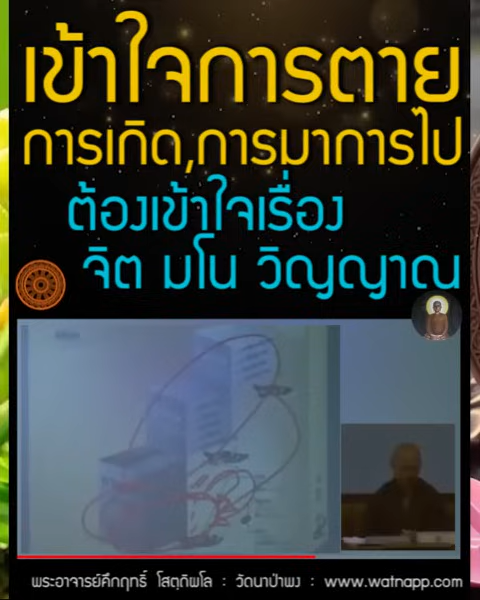 เข้าใจการตาย
การเกิด,การมาการไป
ต้องเข้าใจเรื่อง
จิต มโน วิญญาณ
พระอาจารย์คึกฤทธิ์ โสตฺถิผโล : วัดนาป่าพง : www.watnapp.com